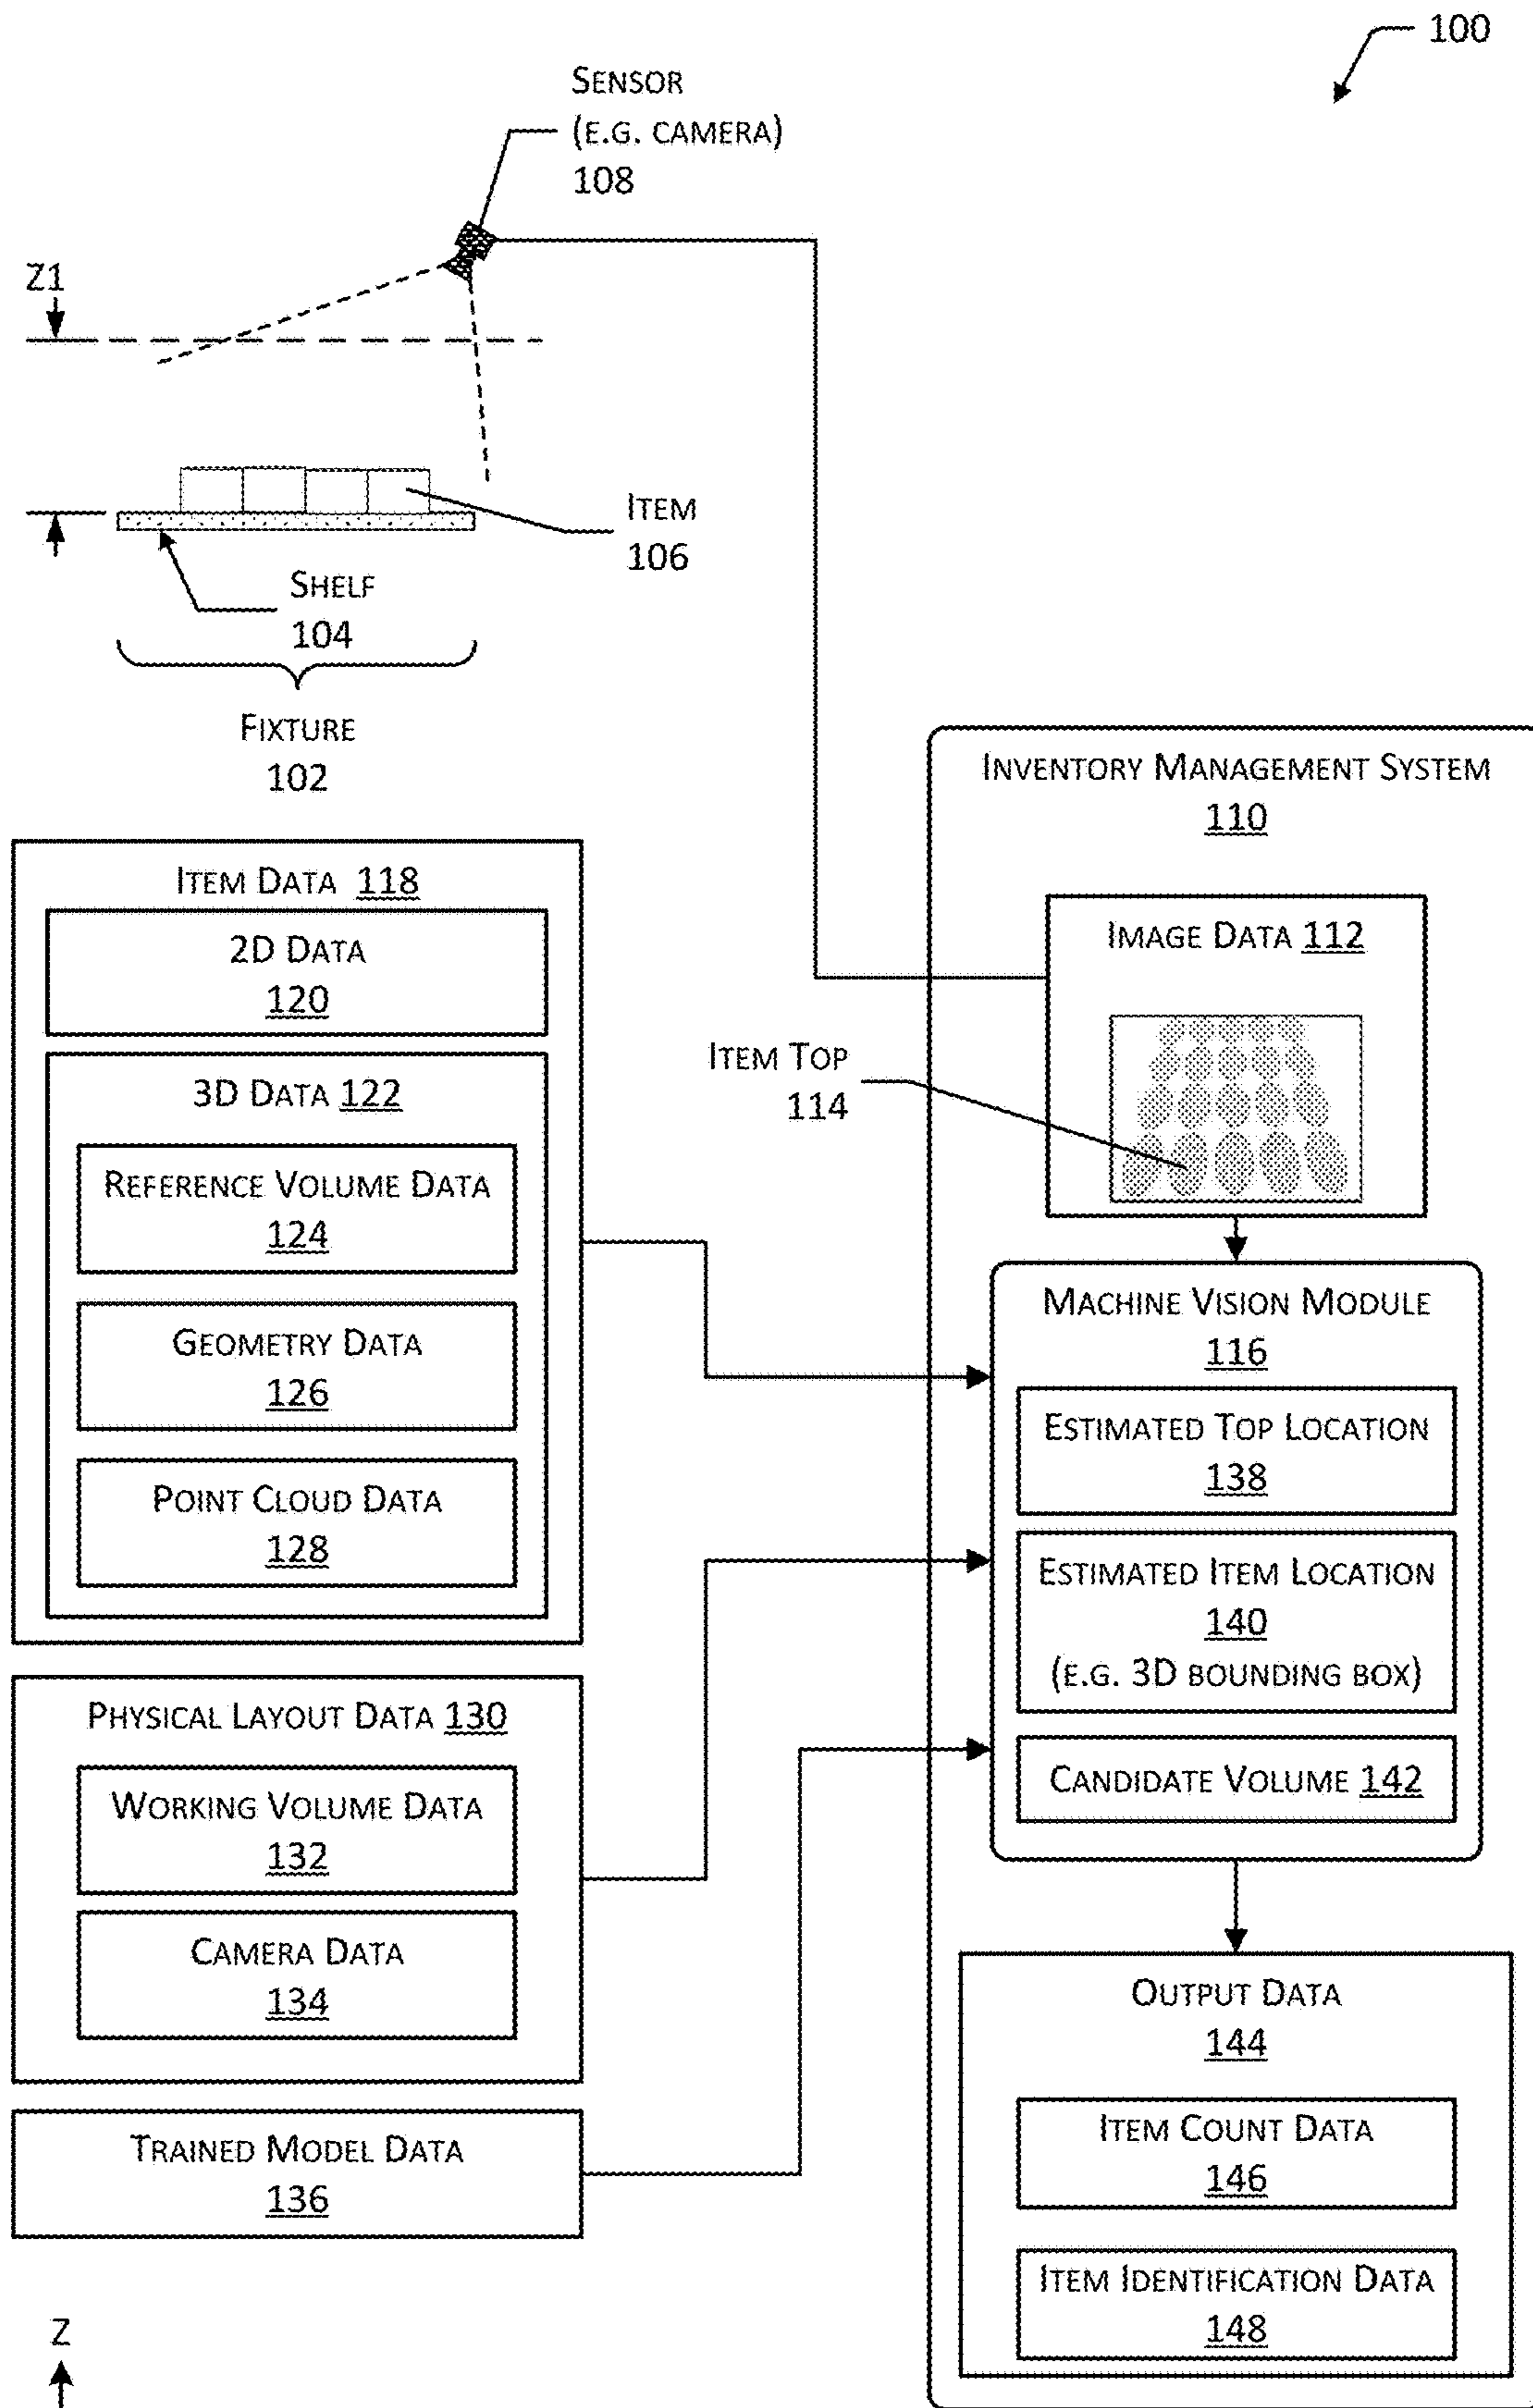 100
SENSOR
(E.G. CAMERA)
108
Z1
ITEM
106
SHELF
104
FIXTURE
102
INVENTORY MANAGEMENT SYSTEM
110
IMAGE DATA 112
ITEM TOP
114
ITEM DATA 118
2D DATA
120
3D DATA 122
REFERENCE VOLUME DATA
124
GEOMETRY DATA
126
POINT CLOUD DATA
128
MACHINE VISION MODULE
116
ESTIMATED TOP LOCATION
138
ESTIMATED ITEM LOCATION
140
(E.G. 3D BOUNDING BOX)
CANDIDATE VOLUME 142
PHYSICAL LAYOUT DATA 130
WORKING VOLUME DATA
132
CAMERA DATA
134
TRAINED MODEL DATA
136
OUTPUT DATA
144
ITEM COUNT DATA
146
ITEM IDENTIFICATION DATA
148
Z